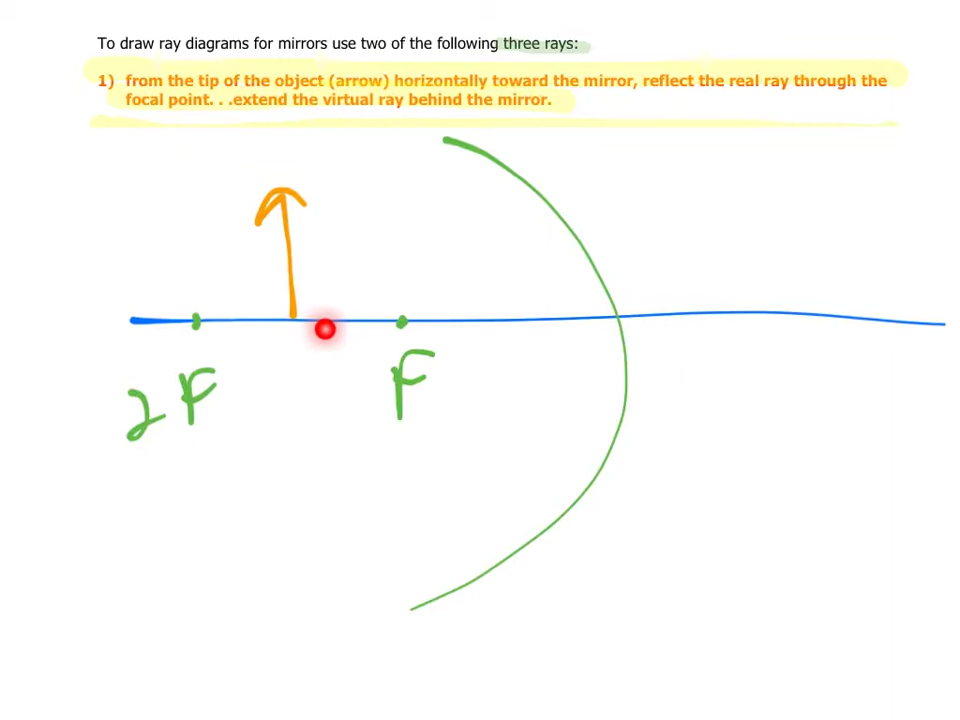 To draw ray diagrams for mirrors use two of the following three rays:
1) from the tip of the object (arrow) horizontally toward the mirror, reflect the real ray through the
focal point. . .extend the virtual ray behind the mirror.
2F
F